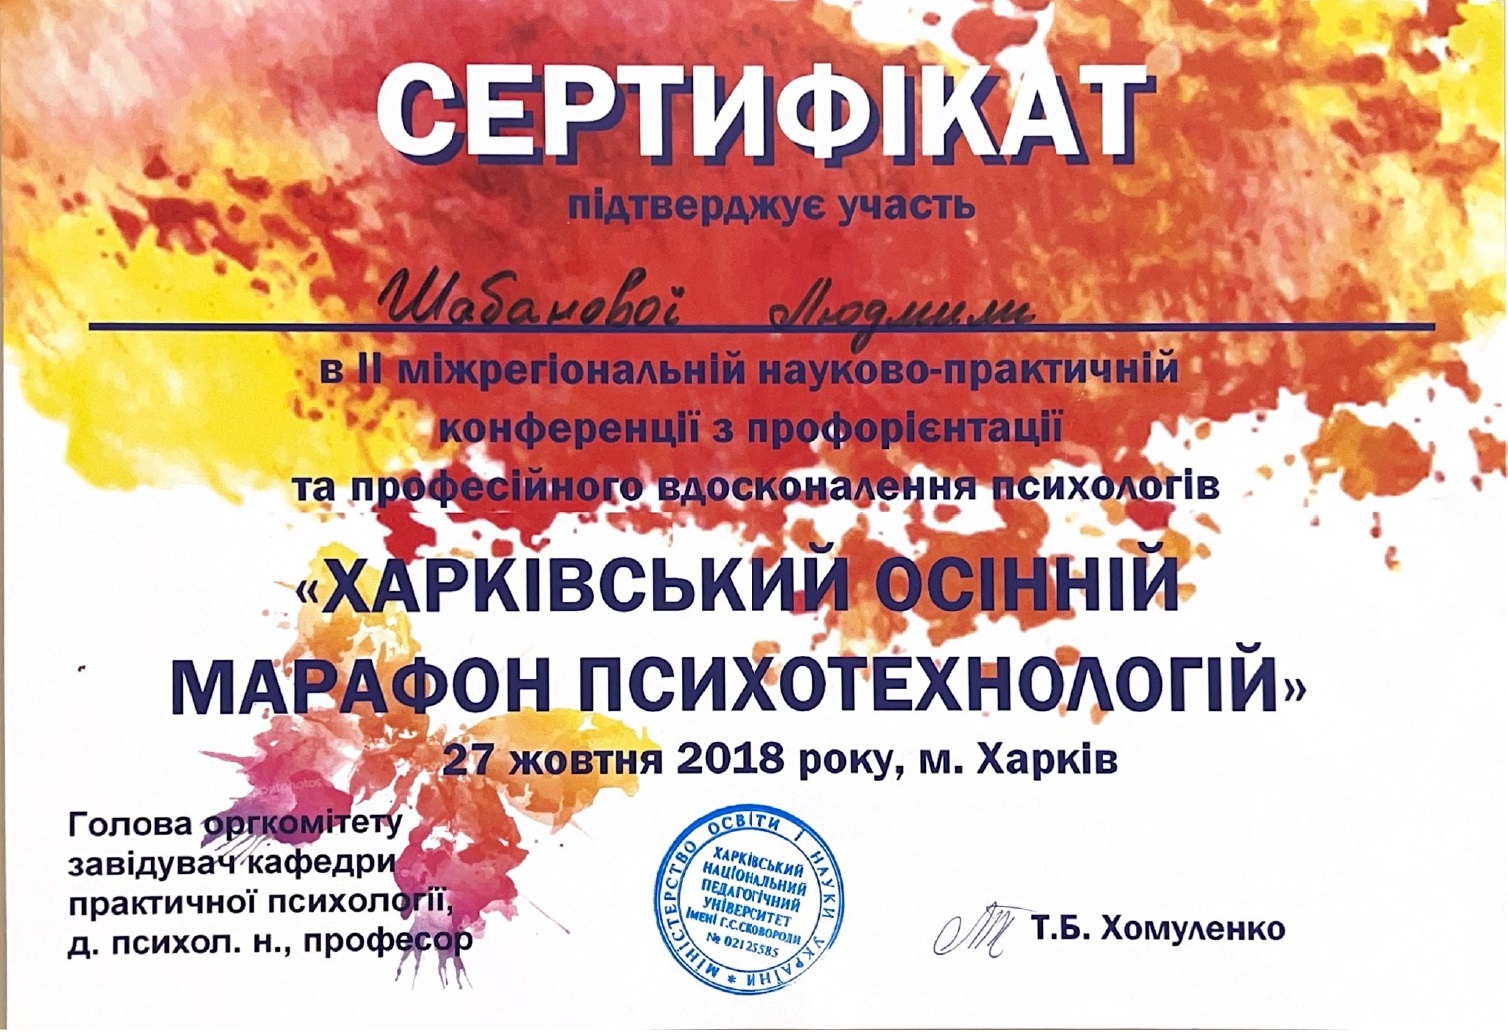 СЕРТИФІКАТ
підтверджує участь
Шабанової Людмили
в ІІ міжрегіональній науково-практичній
конференції з профорієнтації
та професійного вдосконалення психологів
«ХАРКІВСЬКИЙ ОСІННІЙ
МАРАФОН ПСИХОТЕХНОЛОГІЙ»
27 жовтня 2018 року, м. Харків
Голова оргкомітету
завідувач кафедри
практичної психології,
д. психол. н., професор
МІНІСТЕРСТВО ОСВІТИ І НАУКИ УКРАЇНИ *
ХАРКІВСЬКИЙ
НАЦІОНАЛЬНИЙ
ПЕДАГОГІЧНИЙ
УНІВЕРСИТЕТ
ІМЕНІ Г.С.СКОВОРОДИ
№ 02125585
Т.Б. Хомуленко